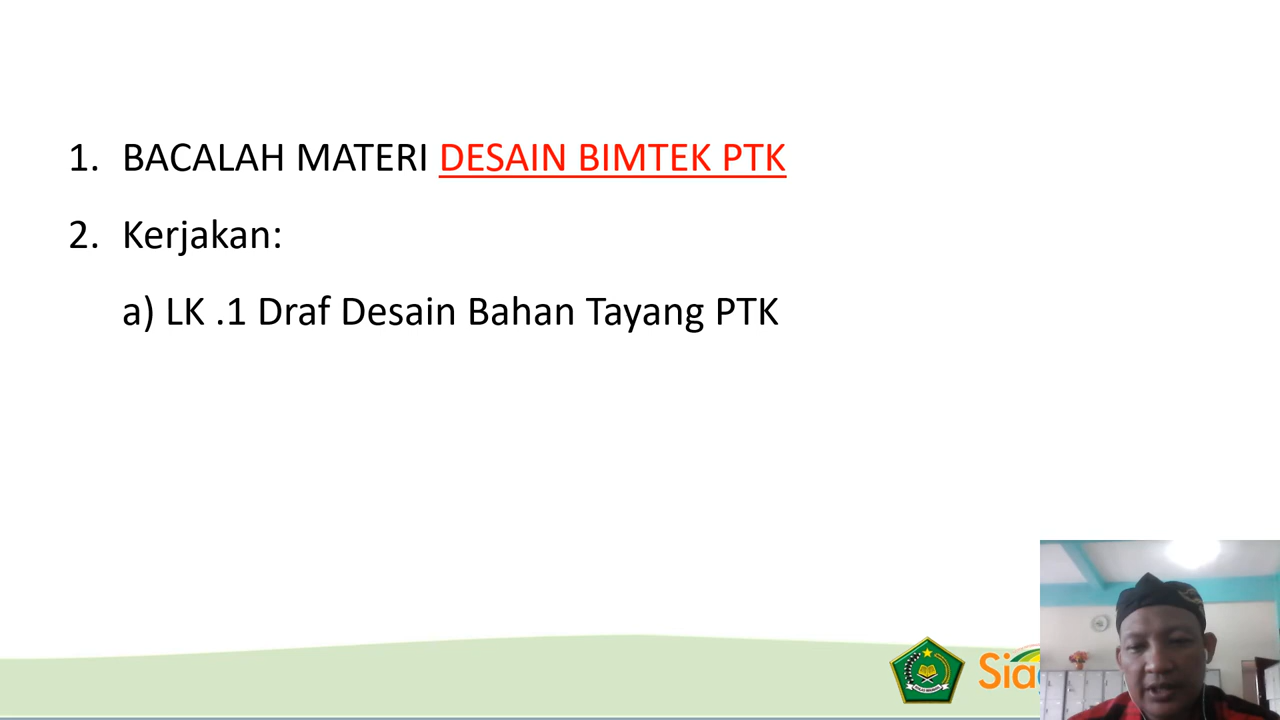 1. BACALAH MATERI DESAIN BIMTEK PTK
2. Kerjakan:
a) LK .1 Draf Desain Bahan Tayang PTK